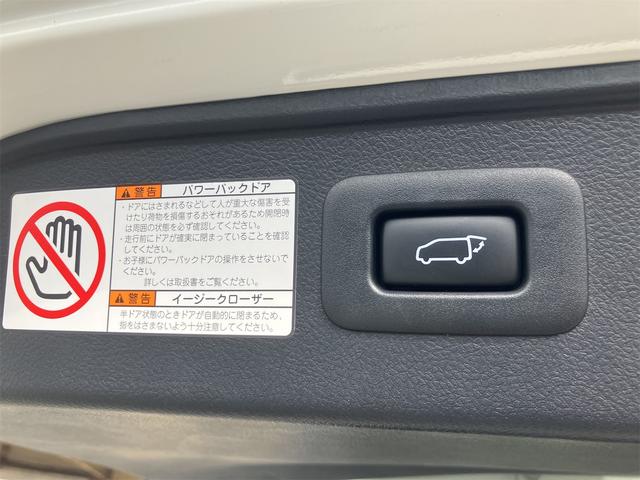 警告 パワーバックドア
・ドアにはさまれるなどして人が重大な傷害を受
けたり荷物を損傷するおそれがあるため開閉時
は周囲の状態を必ず確認してください。
・走行前にドアが確実に閉まっていることを確認
してください。
・お子様にパワーバックドアの操作をさせないで
ください。
詳しくは取扱書をご覧ください。
警告 イージークローザー
半ドア状態のときドアが自動的に閉まるため、
指をはさまないよう十分注意してください。